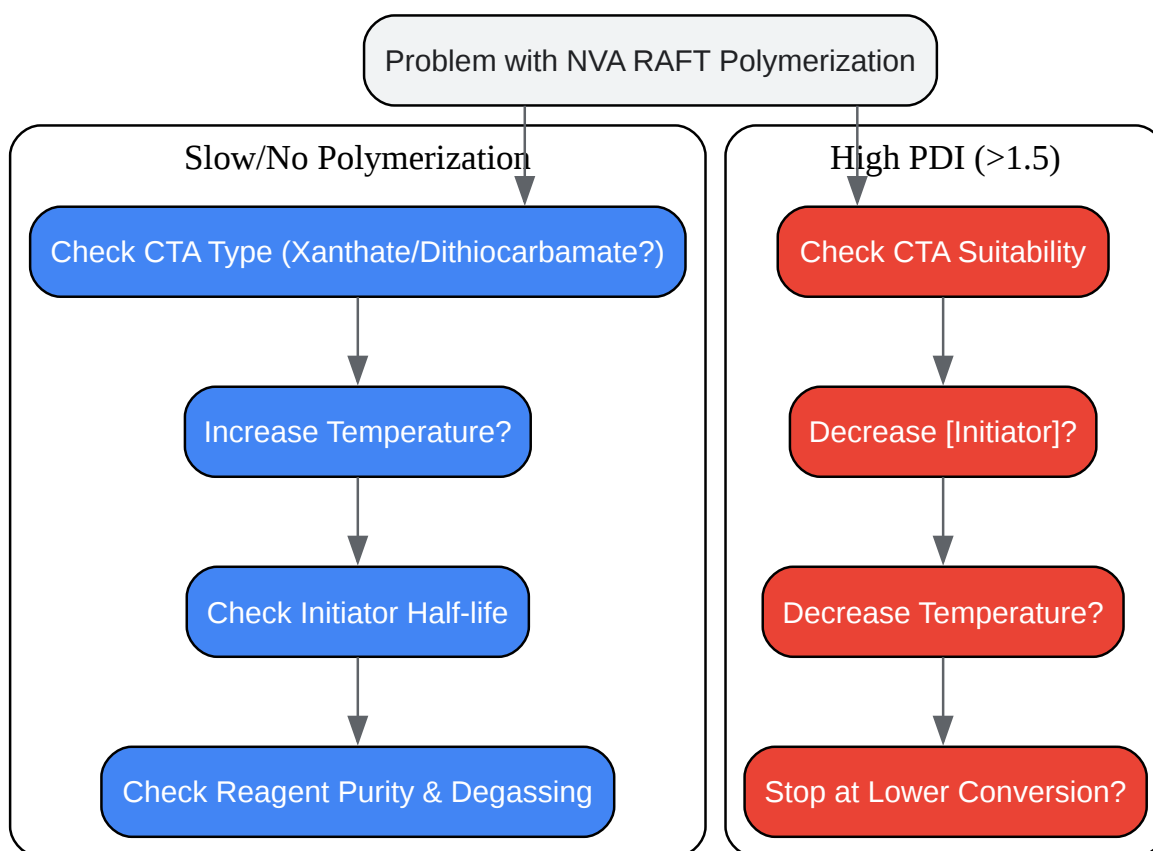 Problem with NVA RAFT Polymerization
Slow/No Polymerization
Check CTA Type (Xanthate/Dithiocarbamate?)
Increase Temperature?
Check Initiator Half-life
Check Reagent Purity & Degassing
High PDI (>1.5)
Check CTA Suitability
Decrease [Initiator]?
Decrease Temperature?
Stop at Lower Conversion?